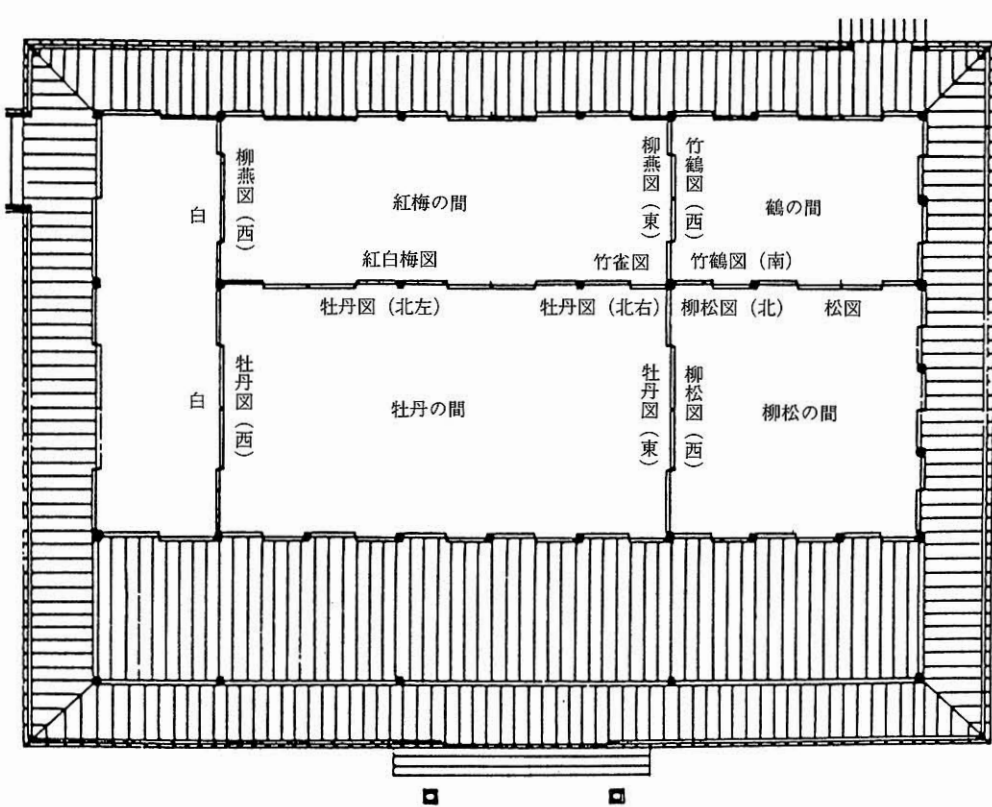 柳燕図（西）
柳燕図（東）
竹鶴図（西）
白
紅梅の間
鶴の間
紅白梅図
竹雀図
竹鶴図（南）
牡丹図（北左）
牡丹図（北右）
柳松図（北）
松図
牡丹図（西）
牡丹図（東）
柳松図（西）
白
牡丹の間
柳松の間